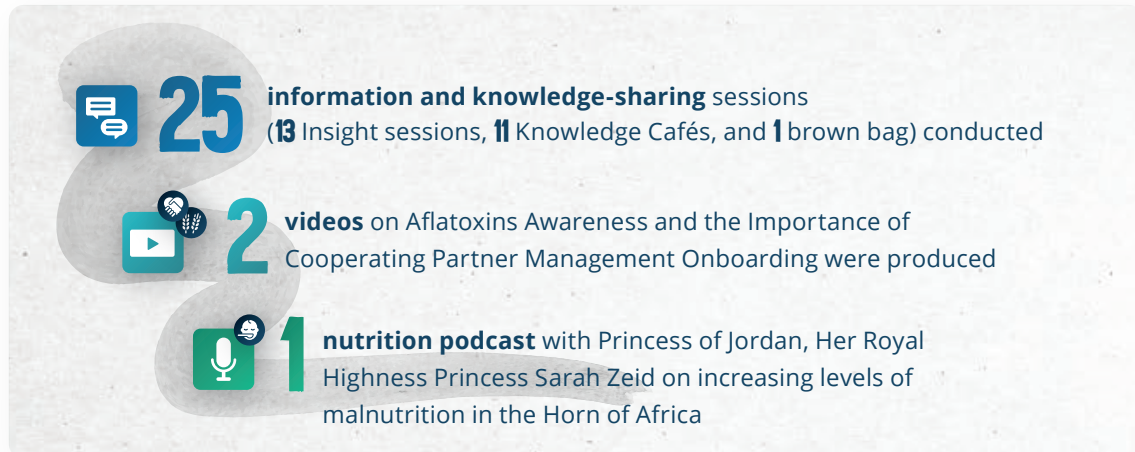 25 information and knowledge-sharing sessions
(13 Insight sessions, 11 Knowledge Cafés, and 1 brown bag) conducted
2 videos on Aflatoxins Awareness and the Importance of
Cooperating Partner Management Onboarding were produced
1 nutrition podcast with Princess of Jordan, Her Royal
Highness Princess Sarah Zeid on increasing levels of
malnutrition in the Horn of Africa